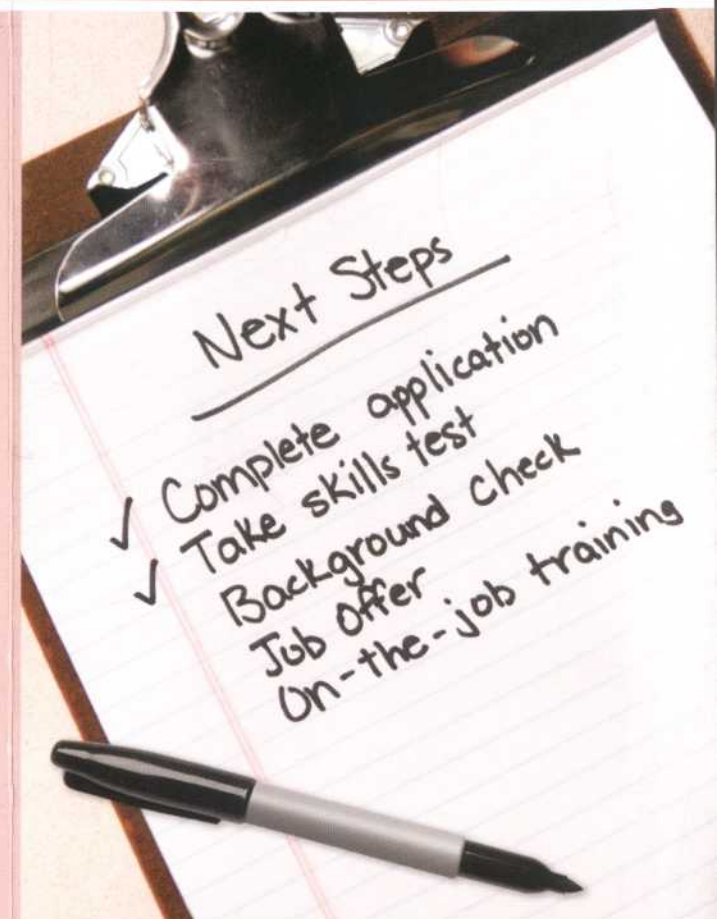 Next Steps
✓ Complete application
✓ Take skills test
Background check
Job offer
On-the-job training